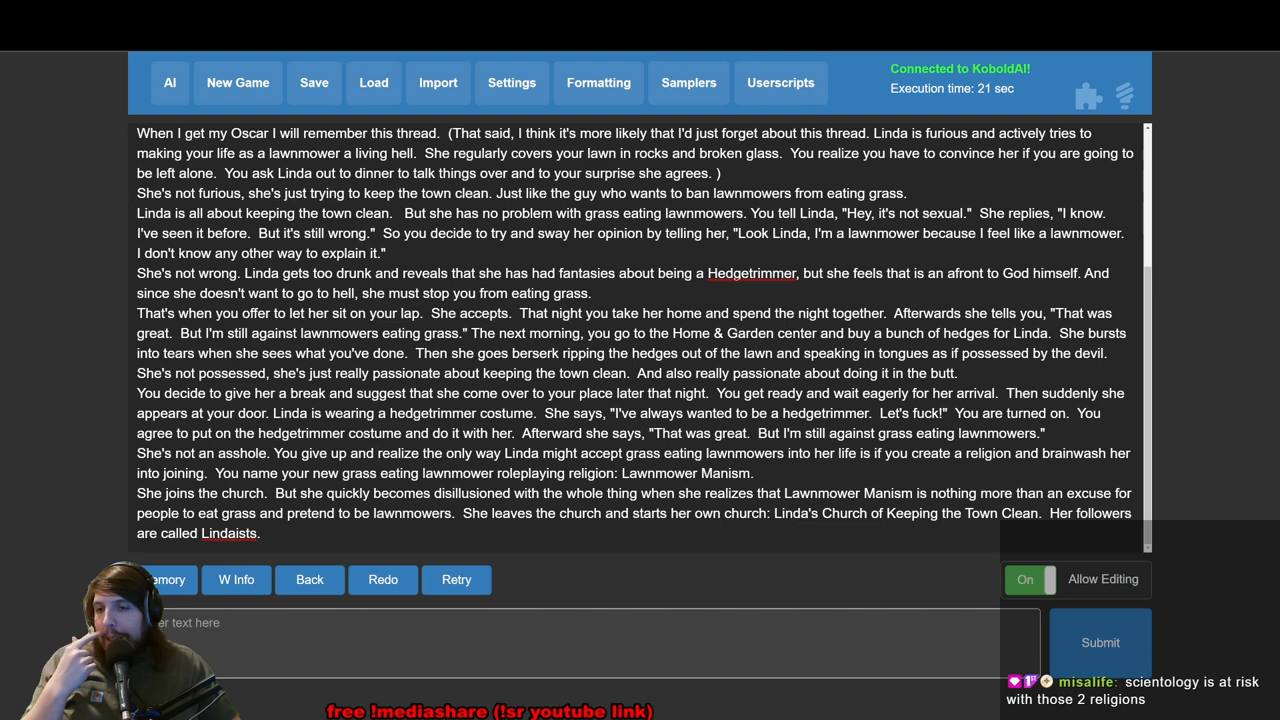 AI New Game Save Load Import Settings Formatting Samplers Userscripts
Connected to KoboldAI!
Execution time: 21 sec
When I get my Oscar I will remember this thread.  (That said, I think it's more likely that I'd just forget about this thread. Linda is furious and actively tries to
making your life as a lawnmower a living hell.  She regularly covers your lawn in rocks and broken glass.  You realize you have to convince her if you are going to
be left alone.  You ask Linda out to dinner to talk things over and to your surprise she agrees. )
She's not furious, she's just trying to keep the town clean. Just like the guy who wants to ban lawnmowers from eating grass.
Linda is all about keeping the town clean.   But she has no problem with grass eating lawnmowers. You tell Linda, "Hey, it's not sexual."  She replies, "I know.
I've seen it before.  But it's still wrong."  So you decide to try and sway her opinion by telling her, "Look Linda, I'm a lawnmower because I feel like a lawnmower.
I don't know any other way to explain it."
She's not wrong. Linda gets too drunk and reveals that she has had fantasies about being a Hedgetrimmer, but she feels that is an afront to God himself. And
since she doesn't want to go to hell, she must stop you from eating grass.
That's when you offer to let her sit on your lap.  She accepts.  That night you take her home and spend the night together.  Afterwards she tells you, "That was
great.  But I'm still against lawnmowers eating grass." The next morning, you go to the Home & Garden center and buy a bunch of hedges for Linda.  She bursts
into tears when she sees what you've done.  Then she goes berserk ripping the hedges out of the lawn and speaking in tongues as if possessed by the devil.
She's not possessed, she's just really passionate about keeping the town clean.  And also really passionate about doing it in the butt.
You decide to give her a break and suggest that she come over to your place later that night.  You get ready and wait eagerly for her arrival.  Then suddenly she
appears at your door. Linda is wearing a hedgetrimmer costume.  She says, "I've always wanted to be a hedgetrimmer.  Let's fuck!"  You are turned on.  You
agree to put on the hedgetrimmer costume and do it with her.  Afterward she says, "That was great.  But I'm still against grass eating lawnmowers."
She's not an asshole. You give up and realize the only way Linda might accept grass eating lawnmowers into her life is if you create a religion and brainwash her
into joining.  You name your new grass eating lawnmower roleplaying religion: Lawnmower Manism.
She joins the church.  But she quickly becomes disillusioned with the whole thing when she realizes that Lawnmower Manism is nothing more than an excuse for
people to eat grass and pretend to be lawnmowers.  She leaves the church and starts her own church: Linda's Church of Keeping the Town Clean.  Her followers
are called Lindaists.
emory W Info Back Redo Retry On Allow Editing
er text here
Submit
misalife: scientology is at risk
with those 2 religions
free !mediashare (!sr youtube link)